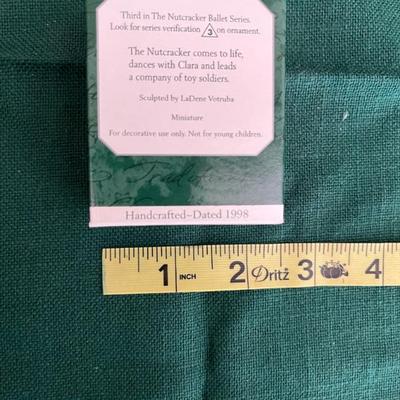 Third in The Nutcracker Ballet Series.
Look for series verification 3 on ornament.
The Nutcracker comes to life,
dances with Clara and leads
a company of toy soldiers.
Sculpted by LaDene Votruba
Miniature
For decorative use only. Not for young children.
Handcrafted~Dated 1998
1 INCH 2 Dritz® 3 4